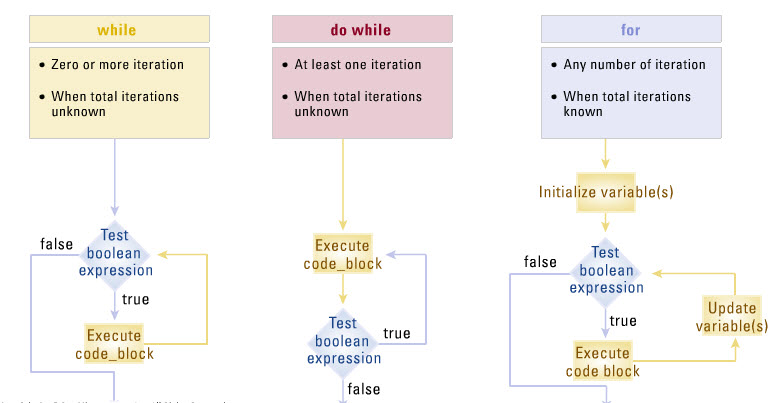 while
• Zero or more iteration
• When total iterations
unknown
false
Test
boolean
expression
true
Execute
code_block
do while
• At least one iteration
• When total iterations
unknown
Execute
code_block
Test
boolean
expression
true
false
for
• Any number of iteration
• When total iterations
known
Initialize variable(s)
false
Test
boolean
expression
true
Execute
code block
Update
variable(s)